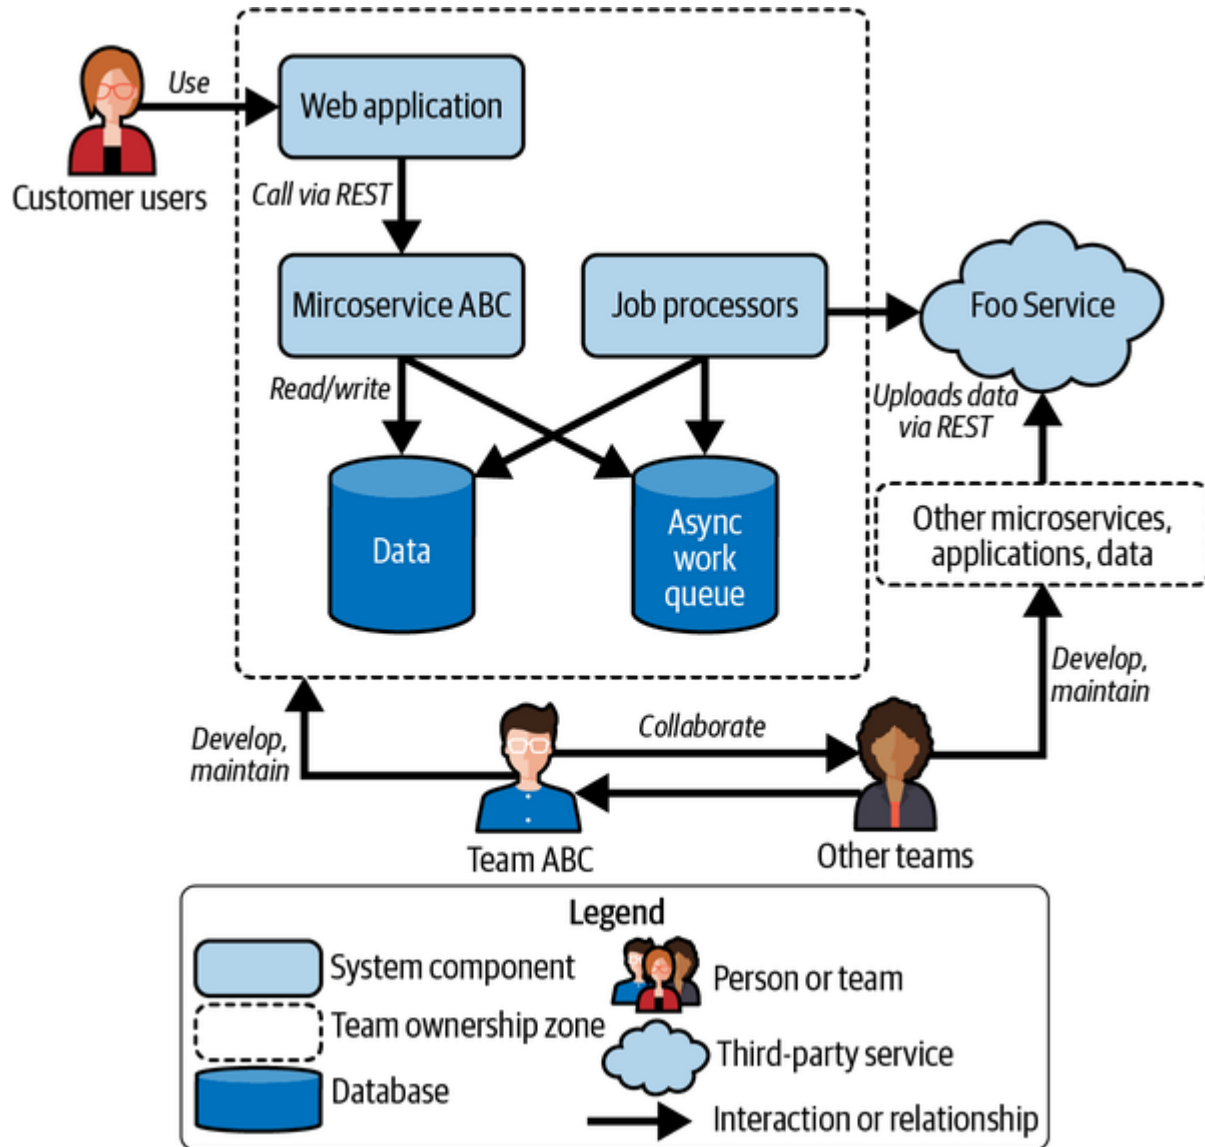 Use
Web application
Customer users
Call via REST
Mircoservice ABC
Job processors
Foo Service
Read/write
Uploads data
via REST
Data
Async
work
queue
Other microservices,
applications, data
Develop,
maintain
Collaborate
Develop,
maintain
Team ABC
Other teams
Legend
System component
Person or team
Team ownership zone
Third-party service
Database
Interaction or relationship